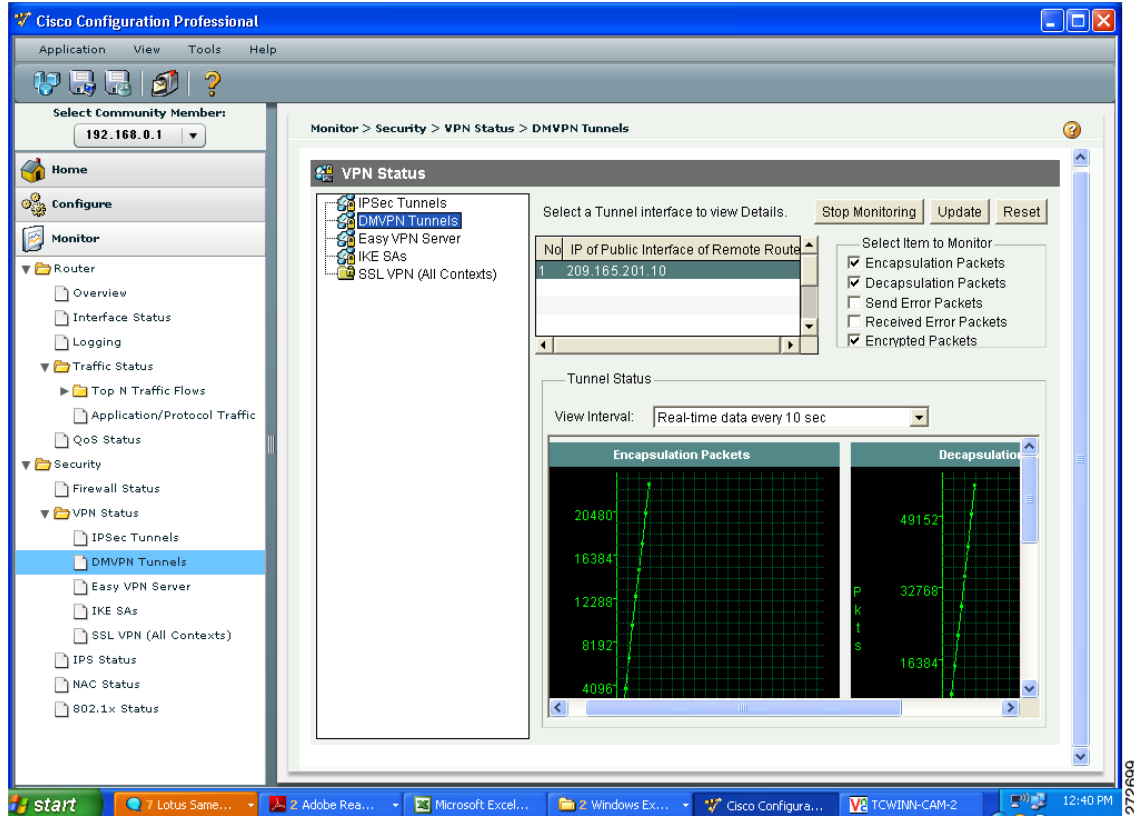 Cisco Configuration Professional
Application View Tools Help
Select Community Member:
192.168.0.1
Home
Configure
Monitor
Router
Overview
Interface Status
Logging
Traffic Status
Top N Traffic Flows
Application/Protocol Traffic
QoS Status
Security
Firewall Status
VPN Status
IPSec Tunnels
DMVPN Tunnels
Easy VPN Server
IKE SAs
SSL VPN (All Contexts)
IPS Status
NAC Status
802.1x Status
Monitor > Security > VPN Status > DMVPN Tunnels
VPN Status
IPSec Tunnels
DMVPN Tunnels
Easy VPN Server
IKE SAs
SSL VPN (All Contexts)
Select a Tunnel interface to view Details.
Stop Monitoring Update Reset
No IP of Public Interface of Remote Route
1 209.165.201.10
Select Item to Monitor
Encapsulation Packets
Decapsulation Packets
Send Error Packets
Received Error Packets
Encrypted Packets
Tunnel Status
View Interval: Real-time data every 10 sec
Encapsulation Packets
20480
16384
12288
8192
4096
Decapsulation
Pkts
49152
32768
16384
start
7 Lotus Same...
2 Adobe Rea...
Microsoft Excel...
2 Windows Ex...
Cisco Configura...
TCWINN-CAM-2
12:40 PM
272699